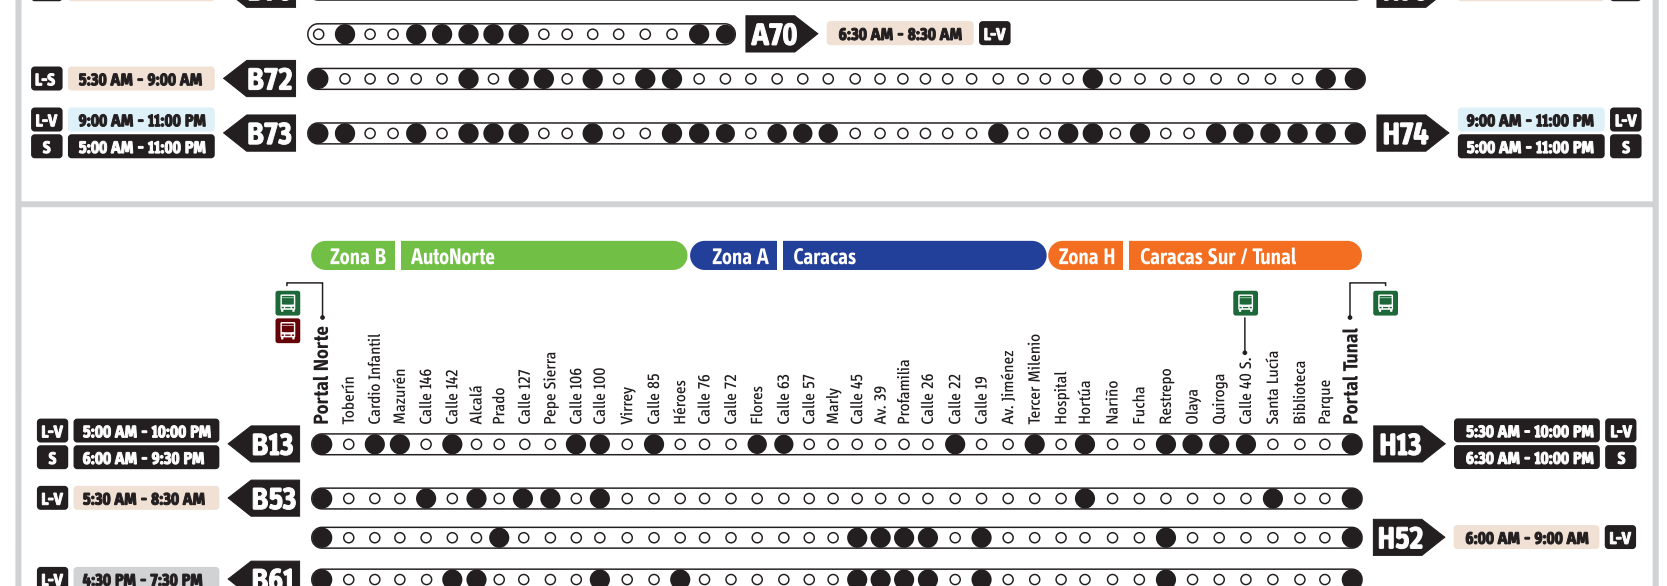 A70 6:30 AM - 8:30 AM L-V
L-S 5:30 AM - 9:00 AM B72
L-V 9:00 AM - 11:00 PM B73 H74 9:00 AM - 11:00 PM L-V
S 5:00 AM - 11:00 PM 5:00 AM - 11:00 PM S
Zona B AutoNorte Zona A Caracas Zona H Caracas Sur / Tunal
Portal Norte
Toberín
Cardio Infantil
Mazurén
Calle 146
Calle 142
Alcalá
Prado
Calle 127
Pepe Sierra
Calle 106
Calle 100
Virrey
Calle 85
Héroes
Calle 76
Calle 72
Flores
Calle 63
Calle 57
Marly
Calle 45
Av. 39
Profamilia
Calle 26
Calle 22
Calle 19
Av. Jiménez
Tercer Milenio
Hospital
Hortúa
Nariño
Fucha
Restrepo
Olaya
Quiroga
Calle 40 S.
Santa Lucía
Biblioteca
Parque
Portal Tunal
L-V 5:00 AM - 10:00 PM B13 H13 5:30 AM - 10:00 PM L-V
S 6:00 AM - 9:30 PM 6:30 AM - 10:00 PM S
L-V 5:30 AM - 8:30 AM B53
H52 6:00 AM - 9:00 AM L-V
L-V 4:30 PM - 7:30 PM B61